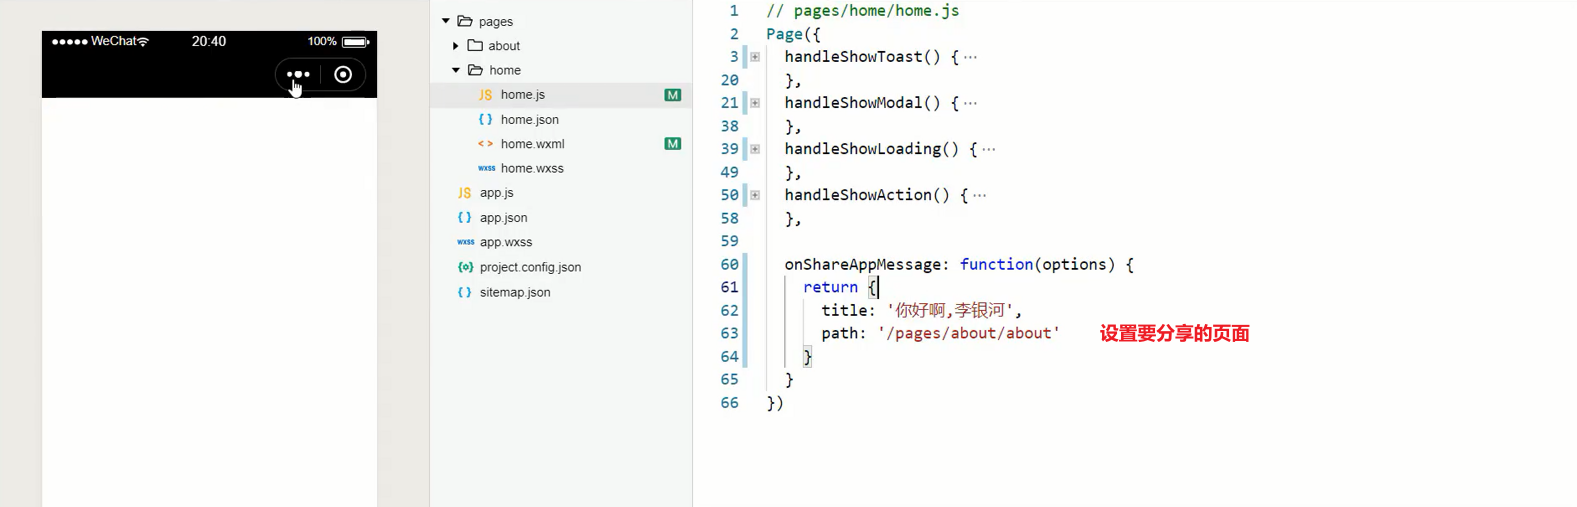 WeChat 20:40 100%
pages
about
home
JS home.js M
{ } home.json
< > home.wxml M
wxss home.wxss
JS app.js
{ } app.json
wxss app.wxss
{o} project.config.json
{ } sitemap.json
1 // pages/home/home.js
2 Page({
3 handleShowToast() {…
20 },
21 handleShowModal() {…
38 },
39 handleShowLoading() {…
49 },
50 handleShowAction() {…
58 },
59
60 onShareAppMessage: function(options) {
61 return {
62 title: '你好啊,李银河',
63 path: '/pages/about/about' 设置要分享的页面
64 }
65 }
66 })